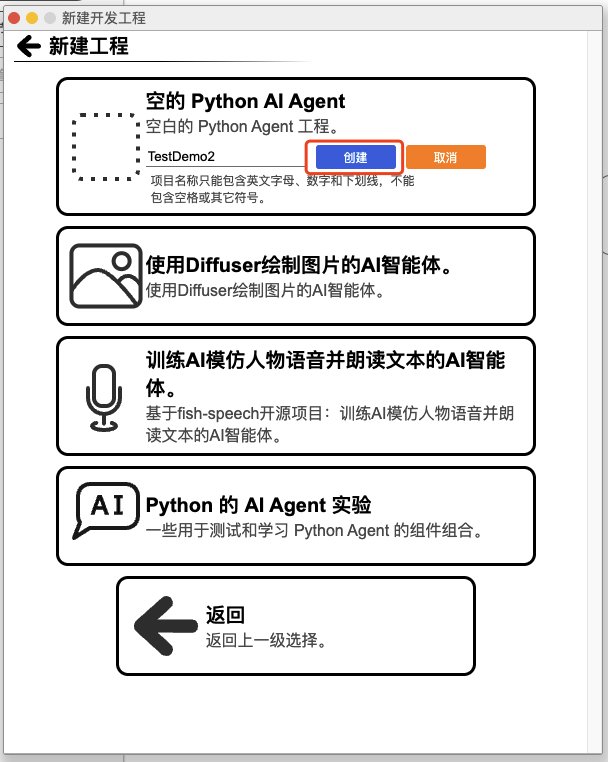 新建开发工程
新建工程
空的 Python AI Agent
空白的 Python Agent 工程。
TestDemo2 创建 取消
项目名称只能包含英文字母、数字和下划线，不能
包含空格或其它符号。
使用Diffuser绘制图片的AI智能体。
使用Diffuser绘制图片的AI智能体。
训练AI模仿人物语音并朗读文本的AI智能
体。
基于fish-speech开源项目：训练AI模仿人物语音并朗
读文本的AI智能体。
AI
Python 的 AI Agent 实验
一些用于测试和学习 Python Agent 的组件组合。
返回
返回上一级选择。